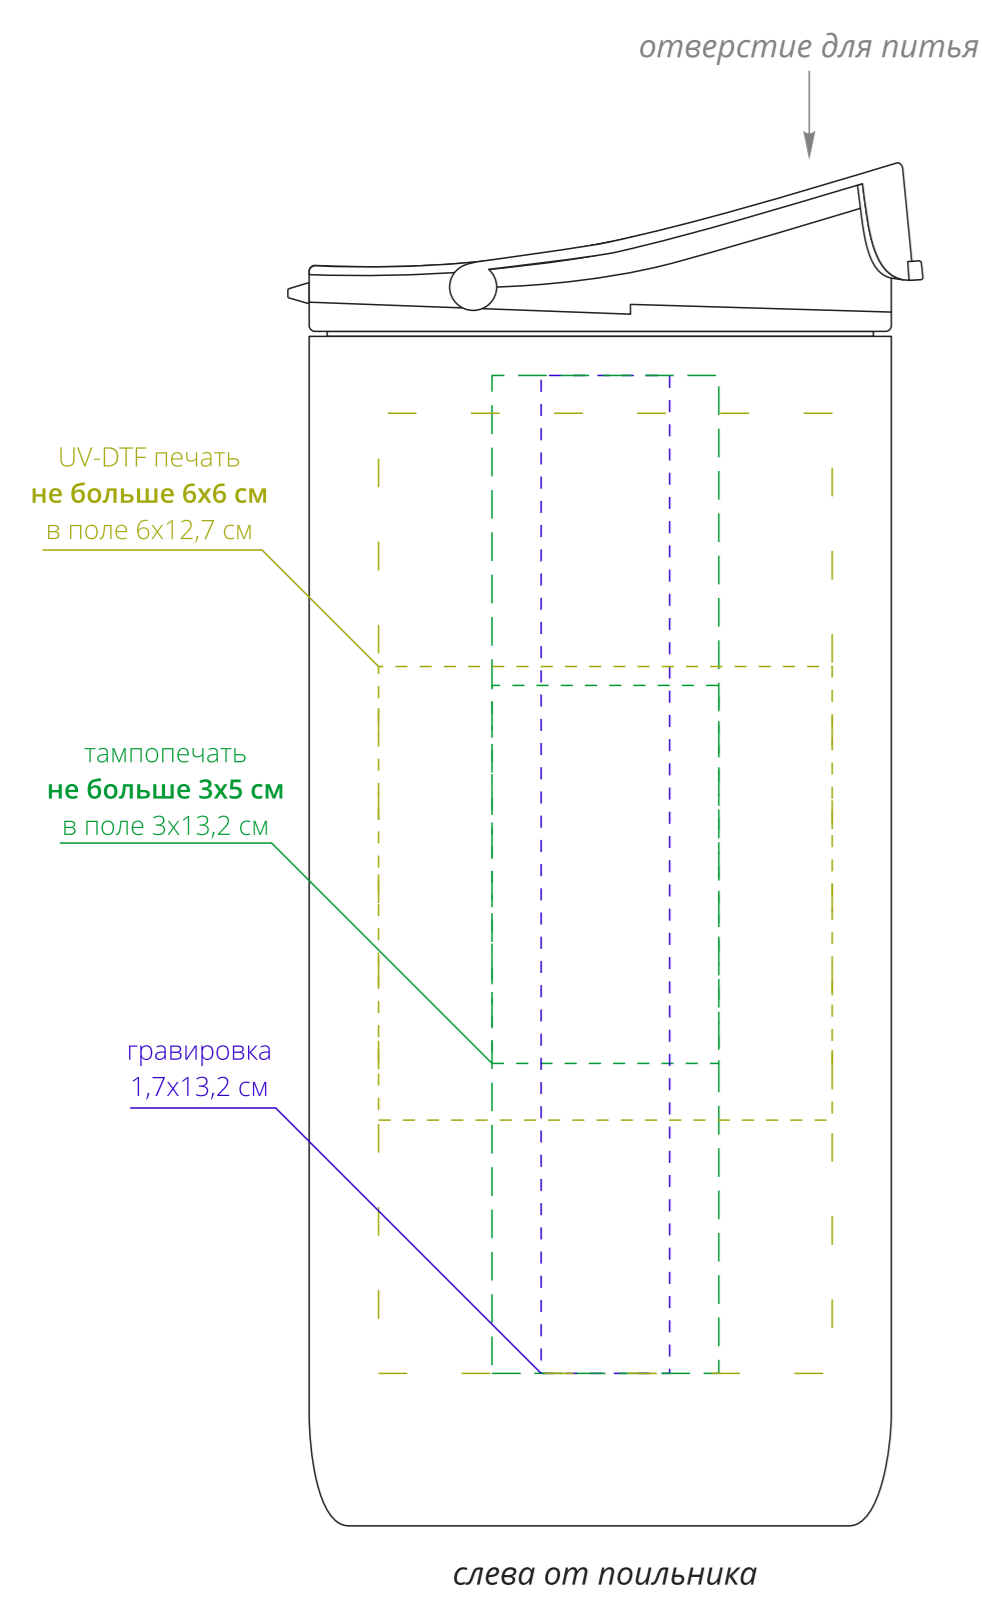 отверстие для питья
UV-DTF печать
не больше 6х6 см
в поле 6х12,7 см
тампопечать
не больше 3х5 см
в поле 3х13,2 см
гравировка
1,7х13,2 см
слева от поильника